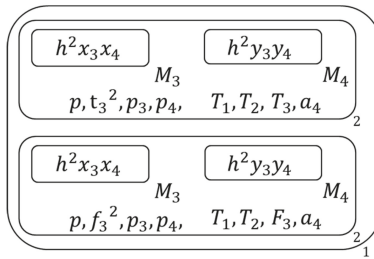 h²x₃x₄ h²y₃y₄
M₃ M₄
p, t₃², p₃, p₄, T₁, T₂, T₃, a₄
2
h²x₃x₄ h²y₃y₄
M₃ M₄
p, f₃², p₃, p₄, T₁, T₂, F₃, a₄
2
1